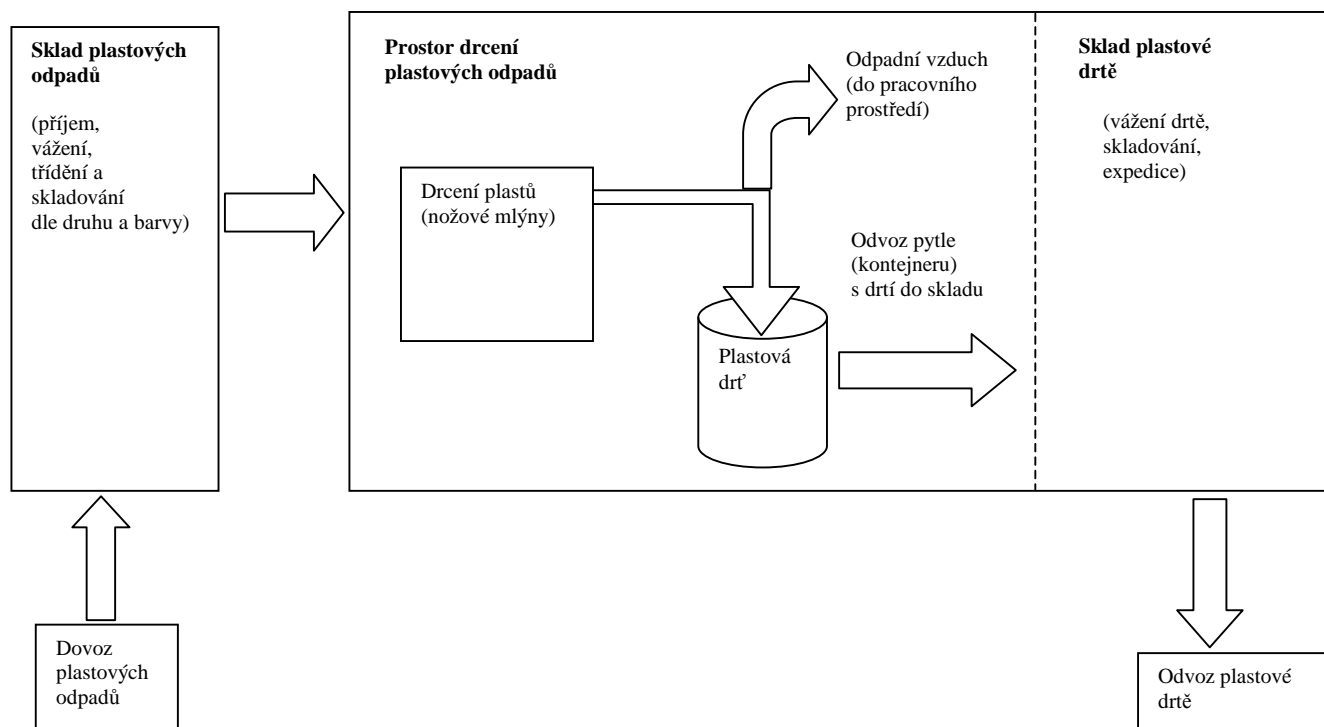 Sklad plastových
odpadů
(příjem,
vážení,
třídění a
skladování
dle druhu a barvy)
Prostor drcení
plastových odpadů
Odpadní vzduch
(do pracovního
prostředí)
Drcení plastů
(nožové mlýny)
Odvoz pytle
(kontejneru)
s drtí do skladu
Plastová
drť
Sklad plastové
drtě
(vážení drtě,
skladování,
expedice)
Dovoz
plastových
odpadů
Odvoz plastové
drtě